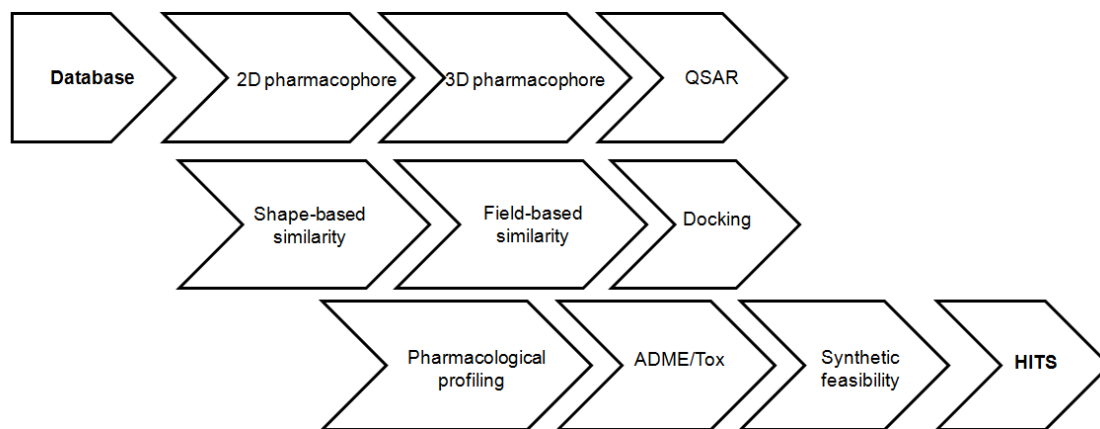 Database
2D pharmacophore
3D pharmacophore
QSAR
Shape-based
similarity
Field-based
similarity
Docking
Pharmacological
profiling
ADME/Tox
Synthetic
feasibility
HITS